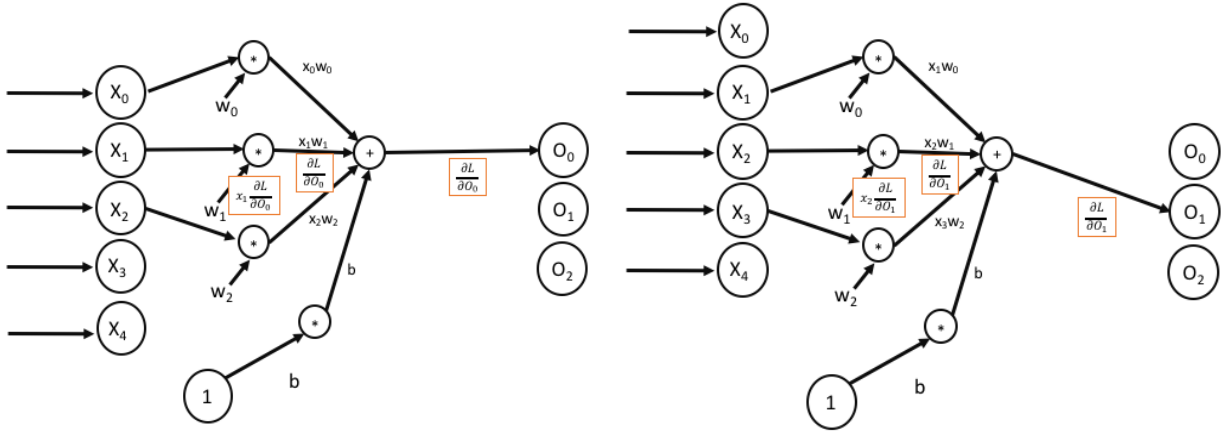 X₀
*
x₀w₀
w₀
X₁
*
x₁w₁
+
O₀
∂L/∂O₀
∂L/∂O₀
w₁
x₁ ∂L/∂O₀
X₂
x₂w₂
O₁
*
w₂
X₃
b
O₂
X₄
*
1
b
X₀
X₁
*
x₁w₀
w₀
X₂
*
x₂w₁
+
O₀
∂L/∂O₁
w₁
x₂ ∂L/∂O₁
X₃
x₃w₂
∂L/∂O₁
O₁
*
w₂
X₄
b
O₂
*
1
b